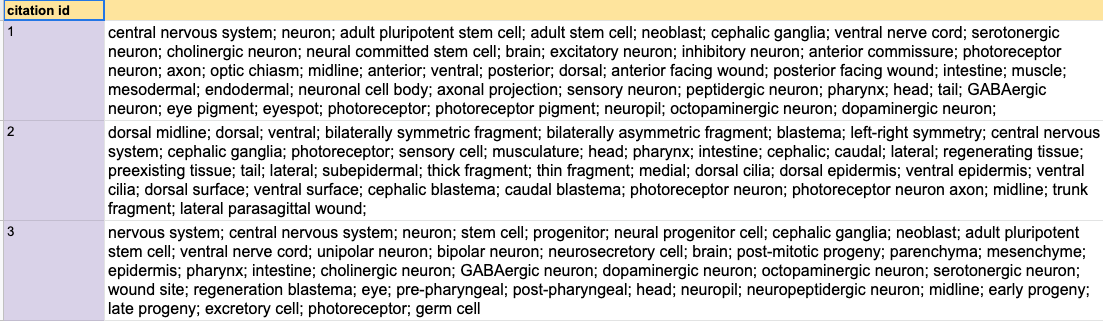 citation id
1
central nervous system; neuron; adult pluripotent stem cell; adult stem cell; neoblast; cephalic ganglia; ventral nerve cord; serotonergic
neuron; cholinergic neuron; neural committed stem cell; brain; excitatory neuron; inhibitory neuron; anterior commissure; photoreceptor
neuron; axon; optic chiasm; midline; anterior; ventral; posterior; dorsal; anterior facing wound; posterior facing wound; intestine; muscle;
mesodermal; endodermal; neuronal cell body; axonal projection; sensory neuron; peptidergic neuron; pharynx; head; tail; GABAergic
neuron; eye pigment; eyespot; photoreceptor; photoreceptor pigment; neuropil; octopaminergic neuron; dopaminergic neuron;
2
dorsal midline; dorsal; ventral; bilaterally symmetric fragment; bilaterally asymmetric fragment; blastema; left-right symmetry; central nervous
system; cephalic ganglia; photoreceptor; sensory cell; musculature; head; pharynx; intestine; cephalic; caudal; lateral; regenerating tissue;
preexisting tissue; tail; lateral; subepidermal; thick fragment; thin fragment; medial; dorsal cilia; dorsal epidermis; ventral epidermis; ventral
cilia; dorsal surface; ventral surface; cephalic blastema; caudal blastema; photoreceptor neuron; photoreceptor neuron axon; midline; trunk
fragment; lateral parasagittal wound;
3
nervous system; central nervous system; neuron; stem cell; progenitor; neural progenitor cell; cephalic ganglia; neoblast; adult pluripotent
stem cell; ventral nerve cord; unipolar neuron; bipolar neuron; neurosecretory cell; brain; post-mitotic progeny; parenchyma; mesenchyme;
epidermis; pharynx; intestine; cholinergic neuron; GABAergic neuron; dopaminergic neuron; octopaminergic neuron; serotonergic neuron;
wound site; regeneration blastema; eye; pre-pharyngeal; post-pharyngeal; head; neuropil; neuropeptidergic neuron; midline; early progeny;
late progeny; excretory cell; photoreceptor; germ cell